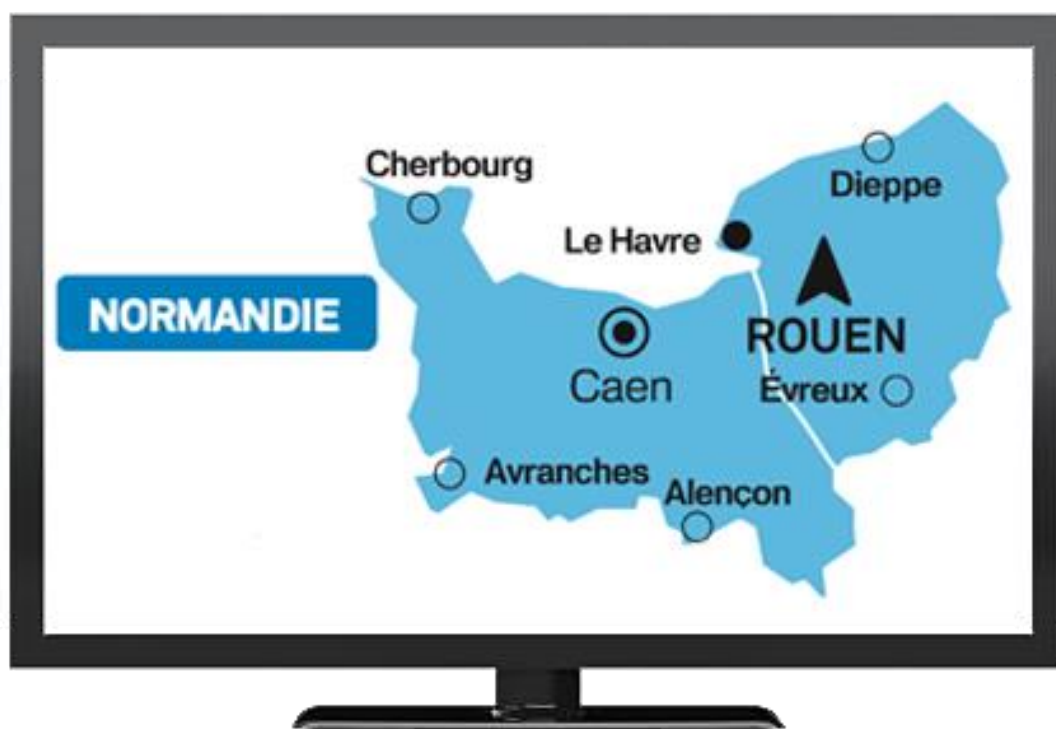 Cherbourg
Dieppe
Le Havre
NORMANDIE
ROUEN
Caen
Évreux
Avranches
Alençon